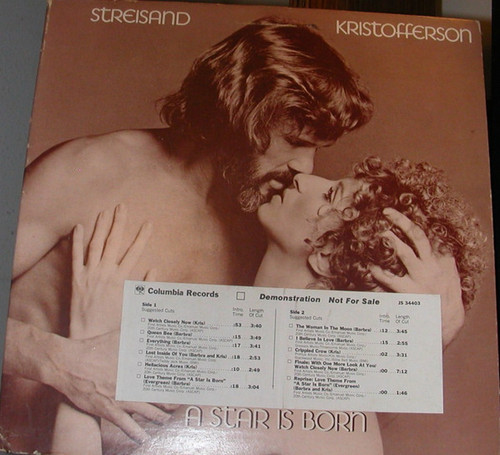 STREISAND
KRISTOFFERSON
Columbia Records
Demonstration Not For Sale
JS 34403
Side 1
Suggested Cuts
Intro. Time
Length Of Cut
Watch Closely Now (Kris) :53 3:40
Queen Bee (Barbra) :15 3:49
Everything (Barbra) :17 3:41
Lost Inside Of You (Barbra and Kris) :18 2:53
Hellacious Acres (Kris) :10 2:49
Love Theme From "A Star Is Born"
(Evergreen) (Barbra) :18 3:04
Side 2
Suggested Cuts
Intro. Time
Length Of Cut
The Woman In The Moon (Barbra) :12 3:45
I Believe In Love (Barbra) :15 2:55
Crippled Crow (Kris) :02 3:31
Finale: With One More Look At You/
Watch Closely Now (Barbra) :00 7:12
Reprise: Love Theme From
"A Star Is Born" (Evergreen)
(Barbra and Kris) :00 1:46
A STAR IS BORN